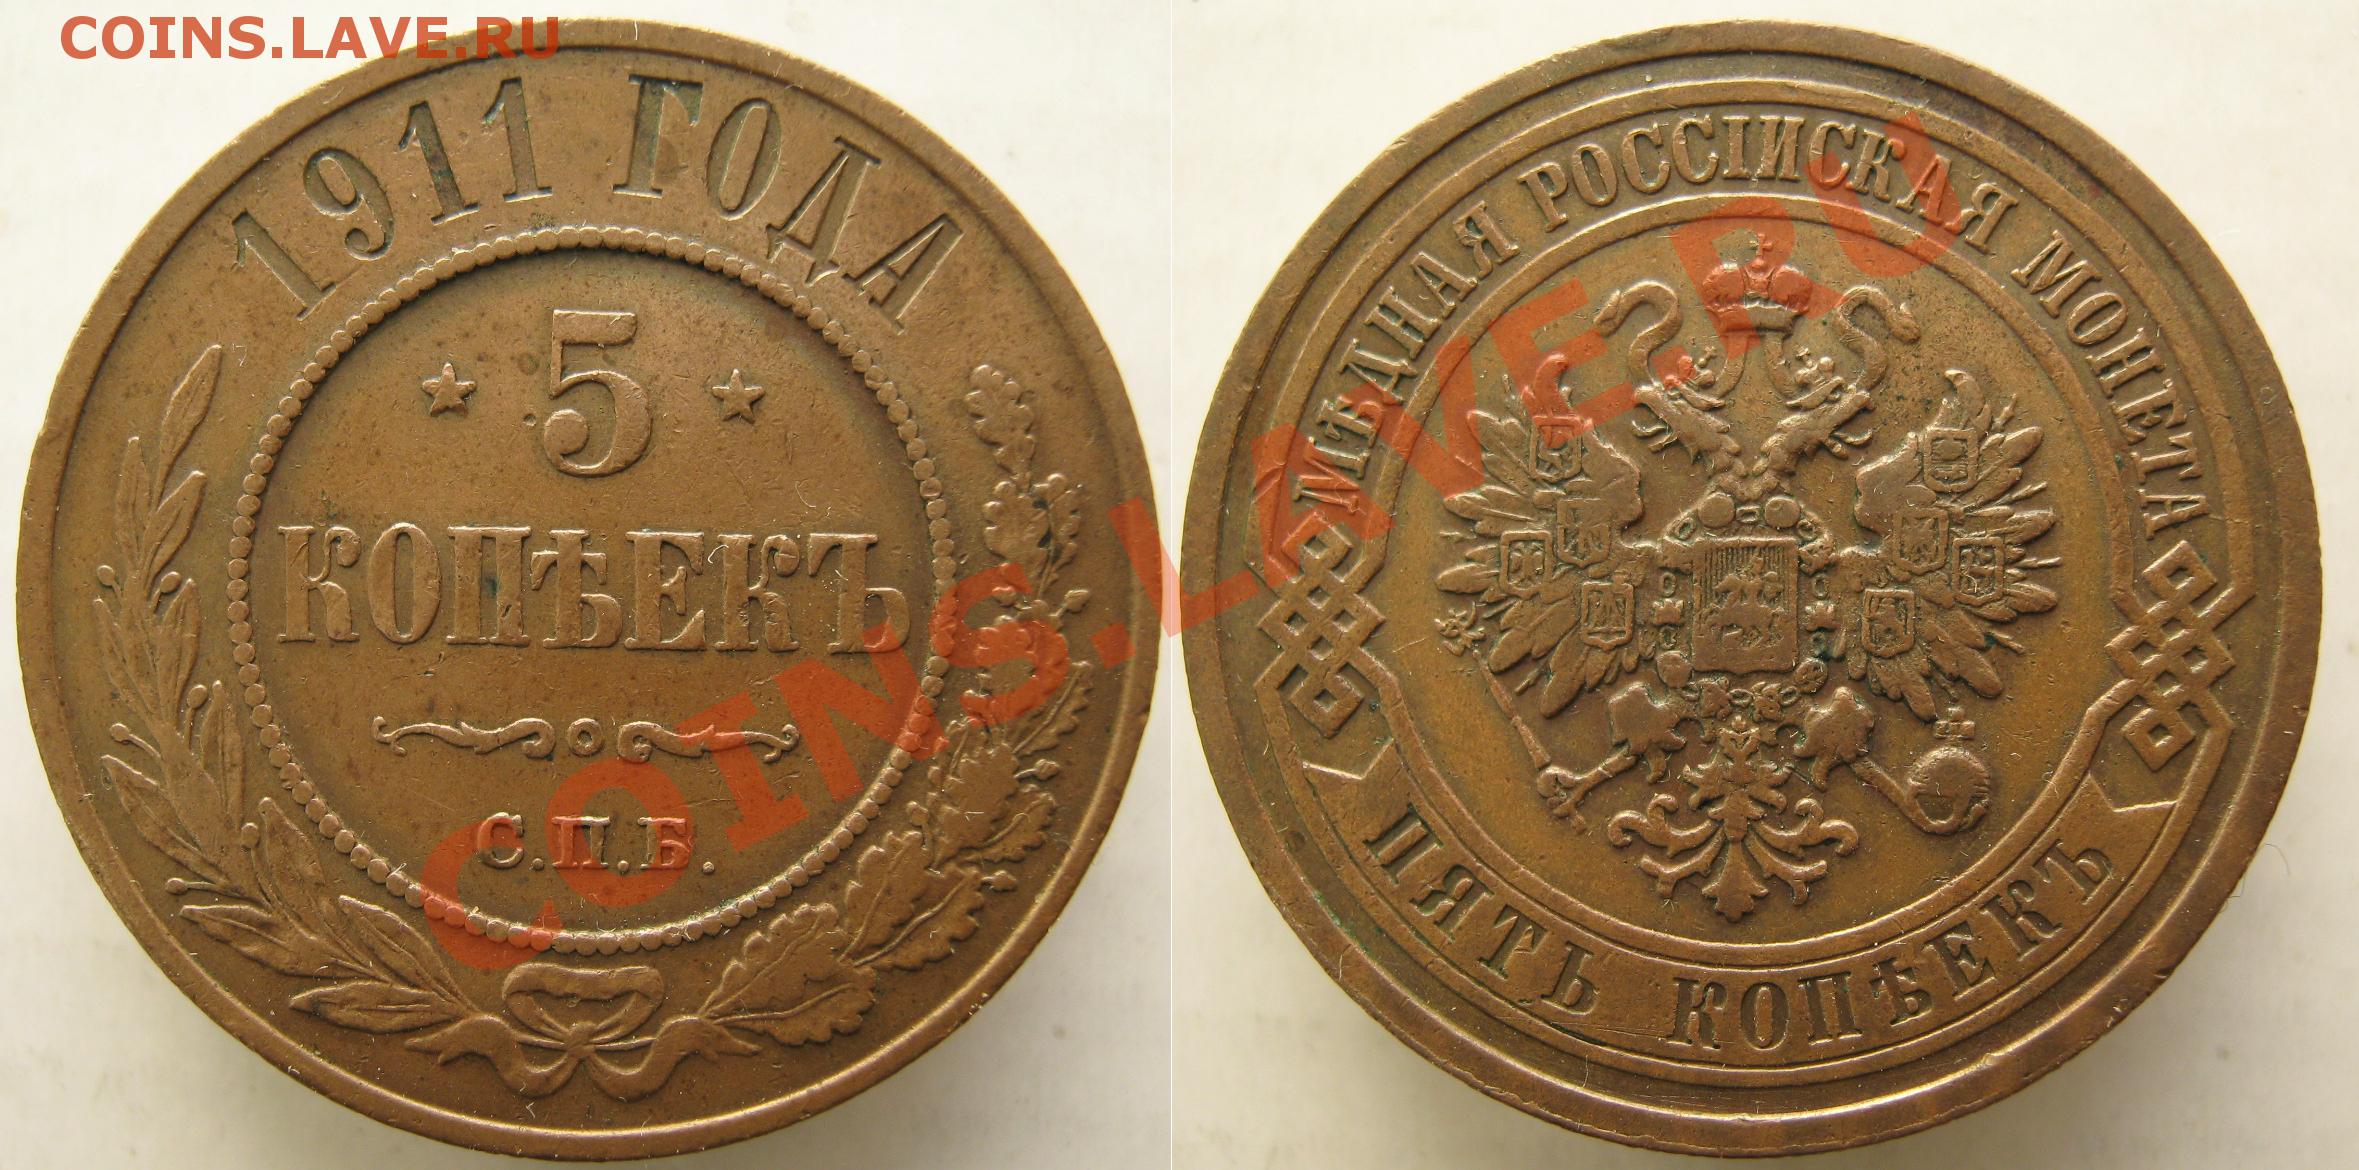 COINS.LAVE.RU
1911 ГОДА
5
КОПѢЕКЪ
С.П.Б.
МѢДНАЯ РОССІЙСКАЯ МОНЕТА
ПЯТЬ КОПѢЕКЪ
COINS.LAVE.RU